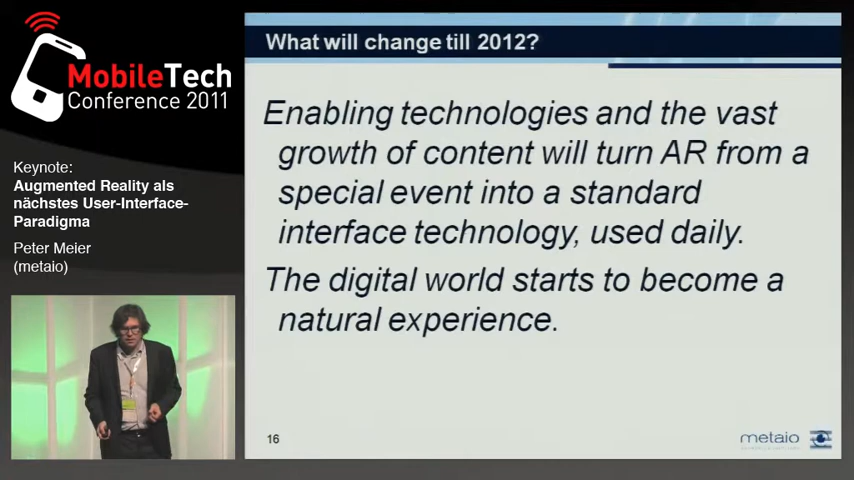 MobileTech
Conference 2011
Keynote:
Augmented Reality als
nächstes User-Interface-
Paradigma
Peter Meier
(metaio)
What will change till 2012?
Enabling technologies and the vast
growth of content will turn AR from a
special event into a standard
interface technology, used daily.
The digital world starts to become a
natural experience.
16
metaio